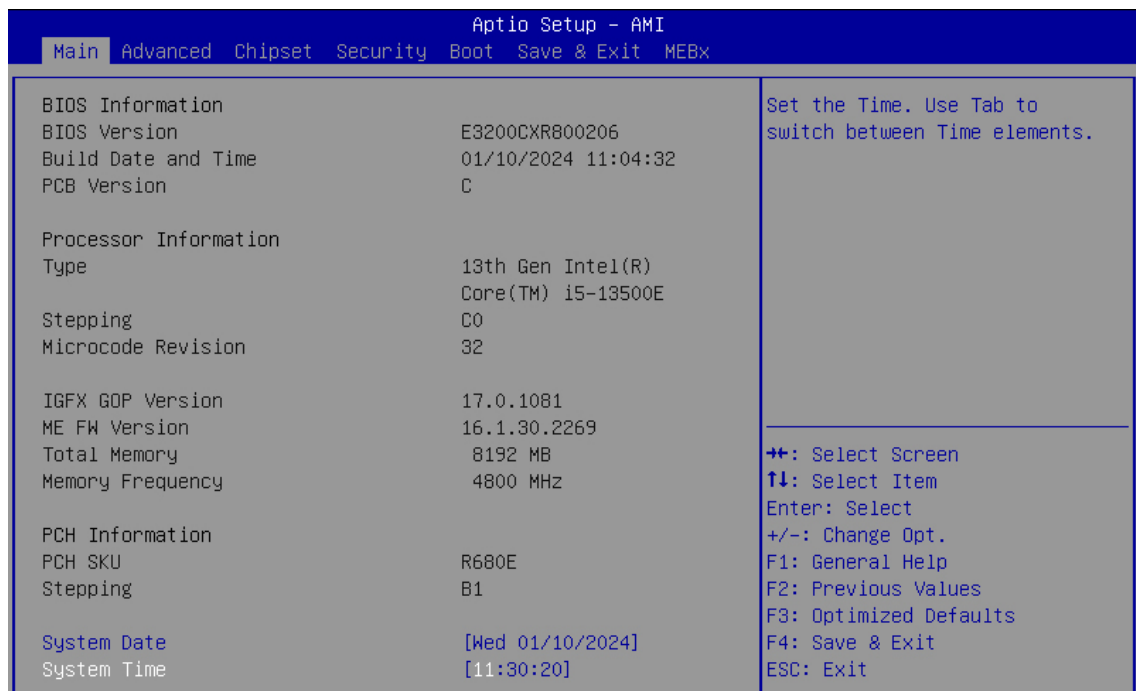 Aptio Setup – AMI
Main Advanced Chipset Security Boot Save & Exit MEBx
BIOS Information
BIOS Version E3200CXR800206
Build Date and Time 01/10/2024 11:04:32
PCB Version C
Processor Information
Type 13th Gen Intel(R)
Core(TM) i5-13500E
Stepping C0
Microcode Revision 32
IGFX GOP Version 17.0.1081
ME FW Version 16.1.30.2269
Total Memory 8192 MB
Memory Frequency 4800 MHz
PCH Information
PCH SKU R680E
Stepping B1
System Date [Wed 01/10/2024]
System Time [11:30:20]
Set the Time. Use Tab to
switch between Time elements.
→←: Select Screen
↑↓: Select Item
Enter: Select
+/-: Change Opt.
F1: General Help
F2: Previous Values
F3: Optimized Defaults
F4: Save & Exit
ESC: Exit